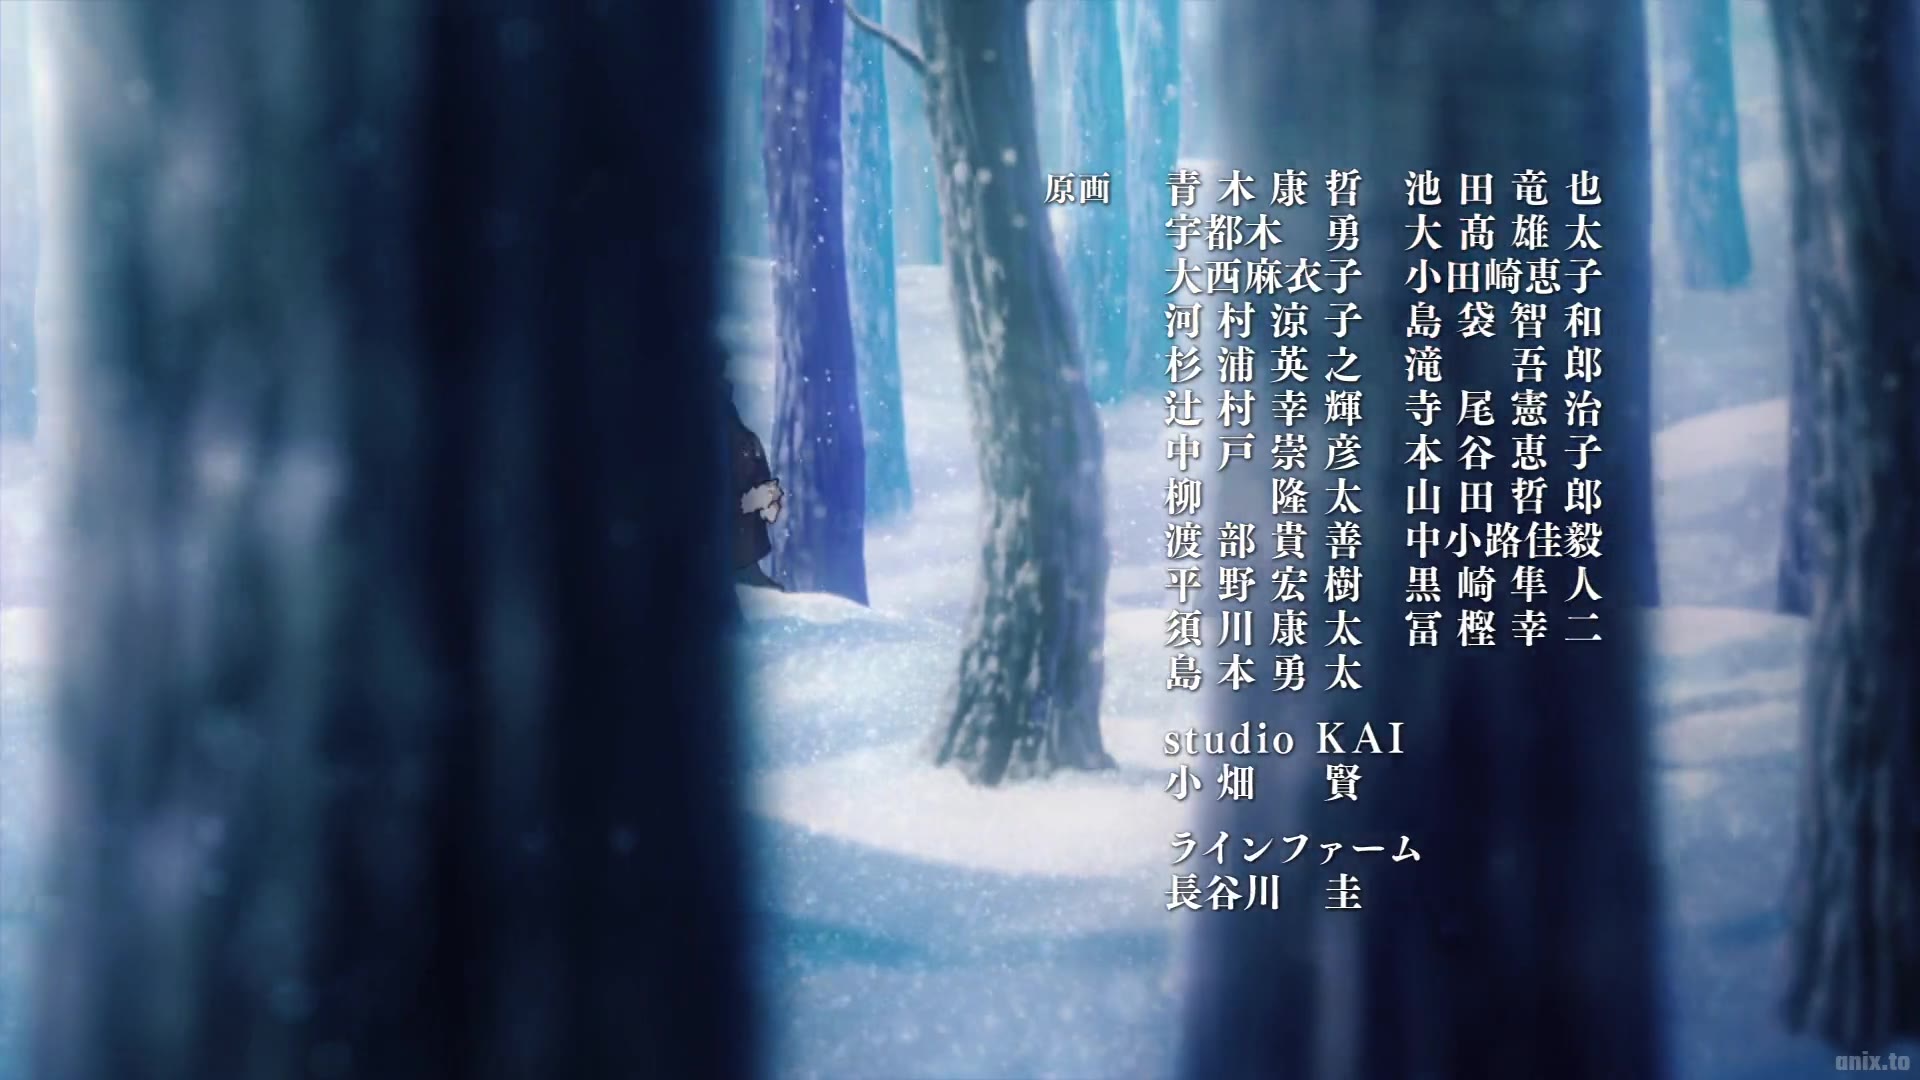 原画 青木康哲 池田竜也
宇都木 勇 大髙雄太
大西麻衣子 小田崎恵子
河村涼子 島袋智和
杉浦英之 滝 吾郎
辻村幸輝 寺尾憲治
中戸崇彦 本谷恵子
柳 隆太 山田哲郎
渡部貴善 中小路佳毅
平野宏樹 黒崎隼人
須川康太 冨樫幸二
島本勇太
studio KAI
小畑 賢
ラインファーム
長谷川 圭
anix.to